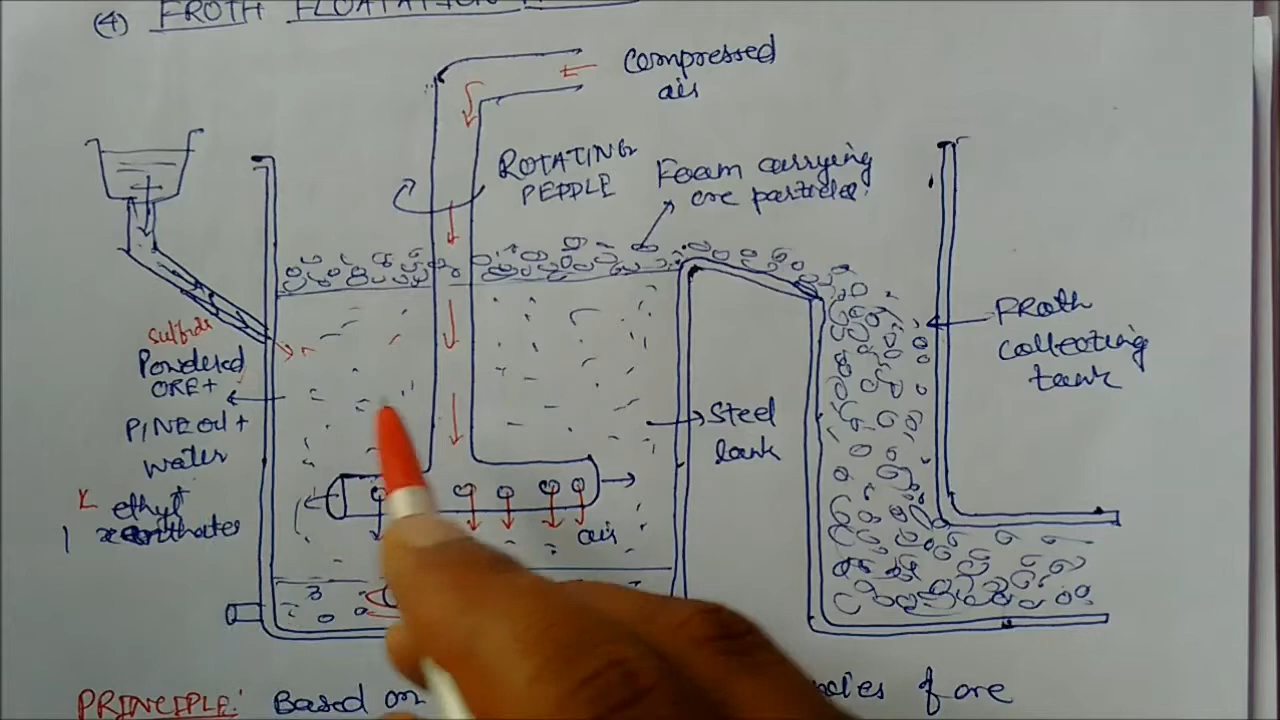 (4) FROTH FLOATATION
compressed
air
ROTATING
PEDDLE
Foam carrying
ore particles
sulfide
Powdered
ORE+
PINE oil +
water
+
K ethyl
xanthates
Froth
collecting
tank
Steel
tank
air
PRINCIPLE: Based on
of ore